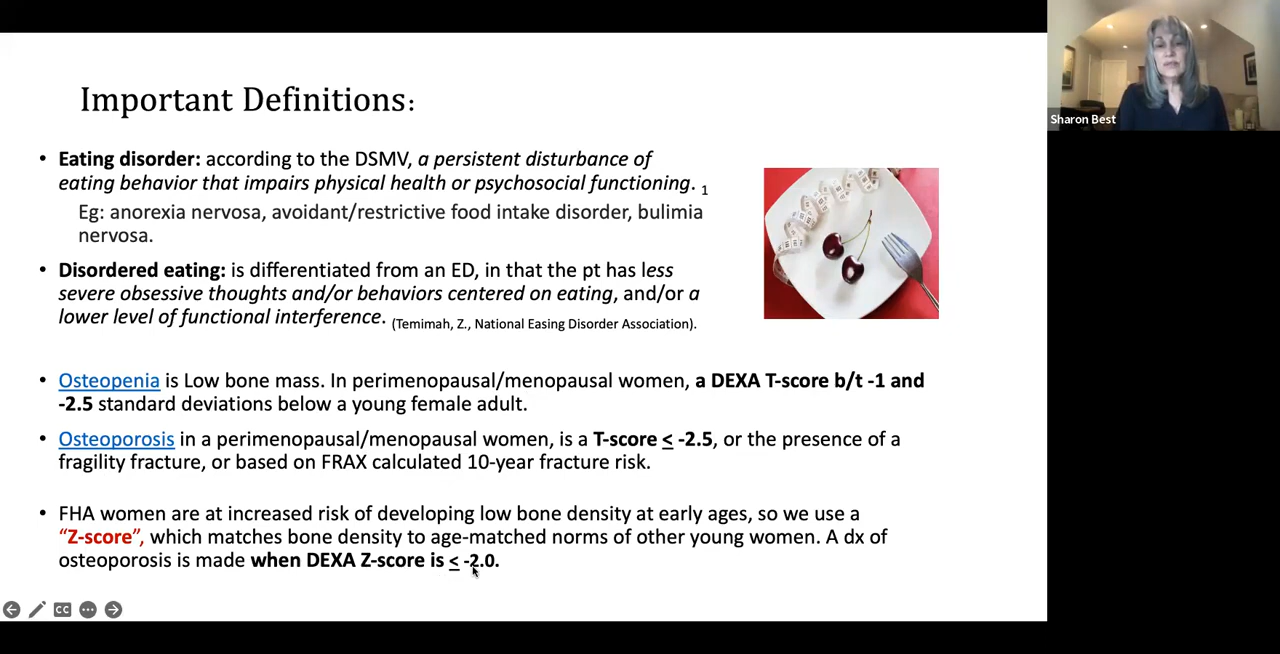 Important Definitions:
• Eating disorder: according to the DSMV, a persistent disturbance of
eating behavior that impairs physical health or psychosocial functioning. 1
Eg: anorexia nervosa, avoidant/restrictive food intake disorder, bulimia
nervosa.
• Disordered eating: is differentiated from an ED, in that the pt has less
severe obsessive thoughts and/or behaviors centered on eating, and/or a
lower level of functional interference. (Temimah, Z., National Easing Disorder Association).
• Osteopenia is Low bone mass. In perimenopausal/menopausal women, a DEXA T-score b/t -1 and
-2.5 standard deviations below a young female adult.
• Osteoporosis in a perimenopausal/menopausal women, is a T-score < -2.5, or the presence of a
fragility fracture, or based on FRAX calculated 10-year fracture risk.
• FHA women are at increased risk of developing low bone density at early ages, so we use a
“Z-score”, which matches bone density to age-matched norms of other young women. A dx of
osteoporosis is made when DEXA Z-score is < -2.0.
CC
Sharon Best